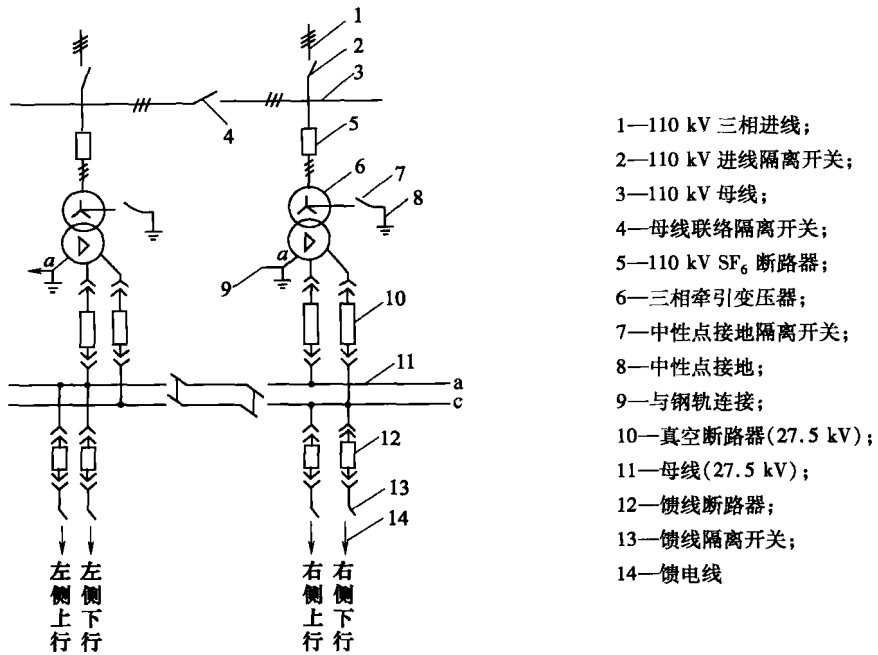 1
2
3
4
5
6
7
8
a
a
9
10
11
a
c
12
13
14
左侧上行
左侧下行
右侧上行
右侧下行
1—110 kV 三相进线；
2—110 kV 进线隔离开关；
3—110 kV 母线；
4—母线联络隔离开关；
5—110 kV SF₆ 断路器；
6—三相牵引变压器；
7—中性点接地隔离开关；
8—中性点接地；
9—与钢轨连接；
10—真空断路器(27.5 kV)；
11—母线(27.5 kV)；
12—馈线断路器；
13—馈线隔离开关；
14—馈电线